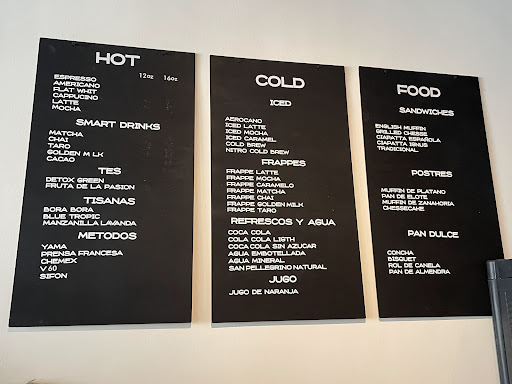 HOT
12oz 16oz
ESPRESSO
AMERICANO
FLAT WHIT
CAPPUCINO
LATTE
MOCHA
SMART DRINKS
MATCHA
CHAI
TARO
GOLDEN M LK
CACAO
TES
DETOX GREEN
FRUTA DE LA PASION
TISANAS
BORA BORA
BLUE TROPIC
MANZANILLA LAVANDA
METODOS
YAMA
PRENSA FRANCESA
CHEMEX
V60
SIFON
COLD
ICED
AEROCANO
ICED LATTE
ICED MOCHA
ICED CARAMEL
COLD BREW
NITRO COLD BREW
FRAPPES
FRAPPE LATTE
FRAPPE MOCHA
FRAPPE CARAMELO
FRAPPE MATCHA
FRAPPE CHAI
FRAPPE GOLDEN MILK
FRAPPE TARO
REFRESCOS Y AGUA
COCA COLA
COLA COLA LIGTH
COCA COLA SIN AZUCAR
AGUA EMBOTELLADA
AGUA MINERAL
SAN PELLEGRINO NATURAL
JUGO
JUGO DE NARANJA
FOOD
SANDWICHES
ENGLISH MUFFIN
GRILLED CHEESE
CIAPATTA ESPAÑOLA
CIAPATTA IGNUS
TRADICIONAL
POSTRES
MUFFIN DE PLATANO
PAN DE ELOTE
MUFFIN DE ZANAHORIA
CHESSECAKE
PAN DULCE
CONCHA
BISQUET
ROL DE CANELA
PAN DE ALMENDRA